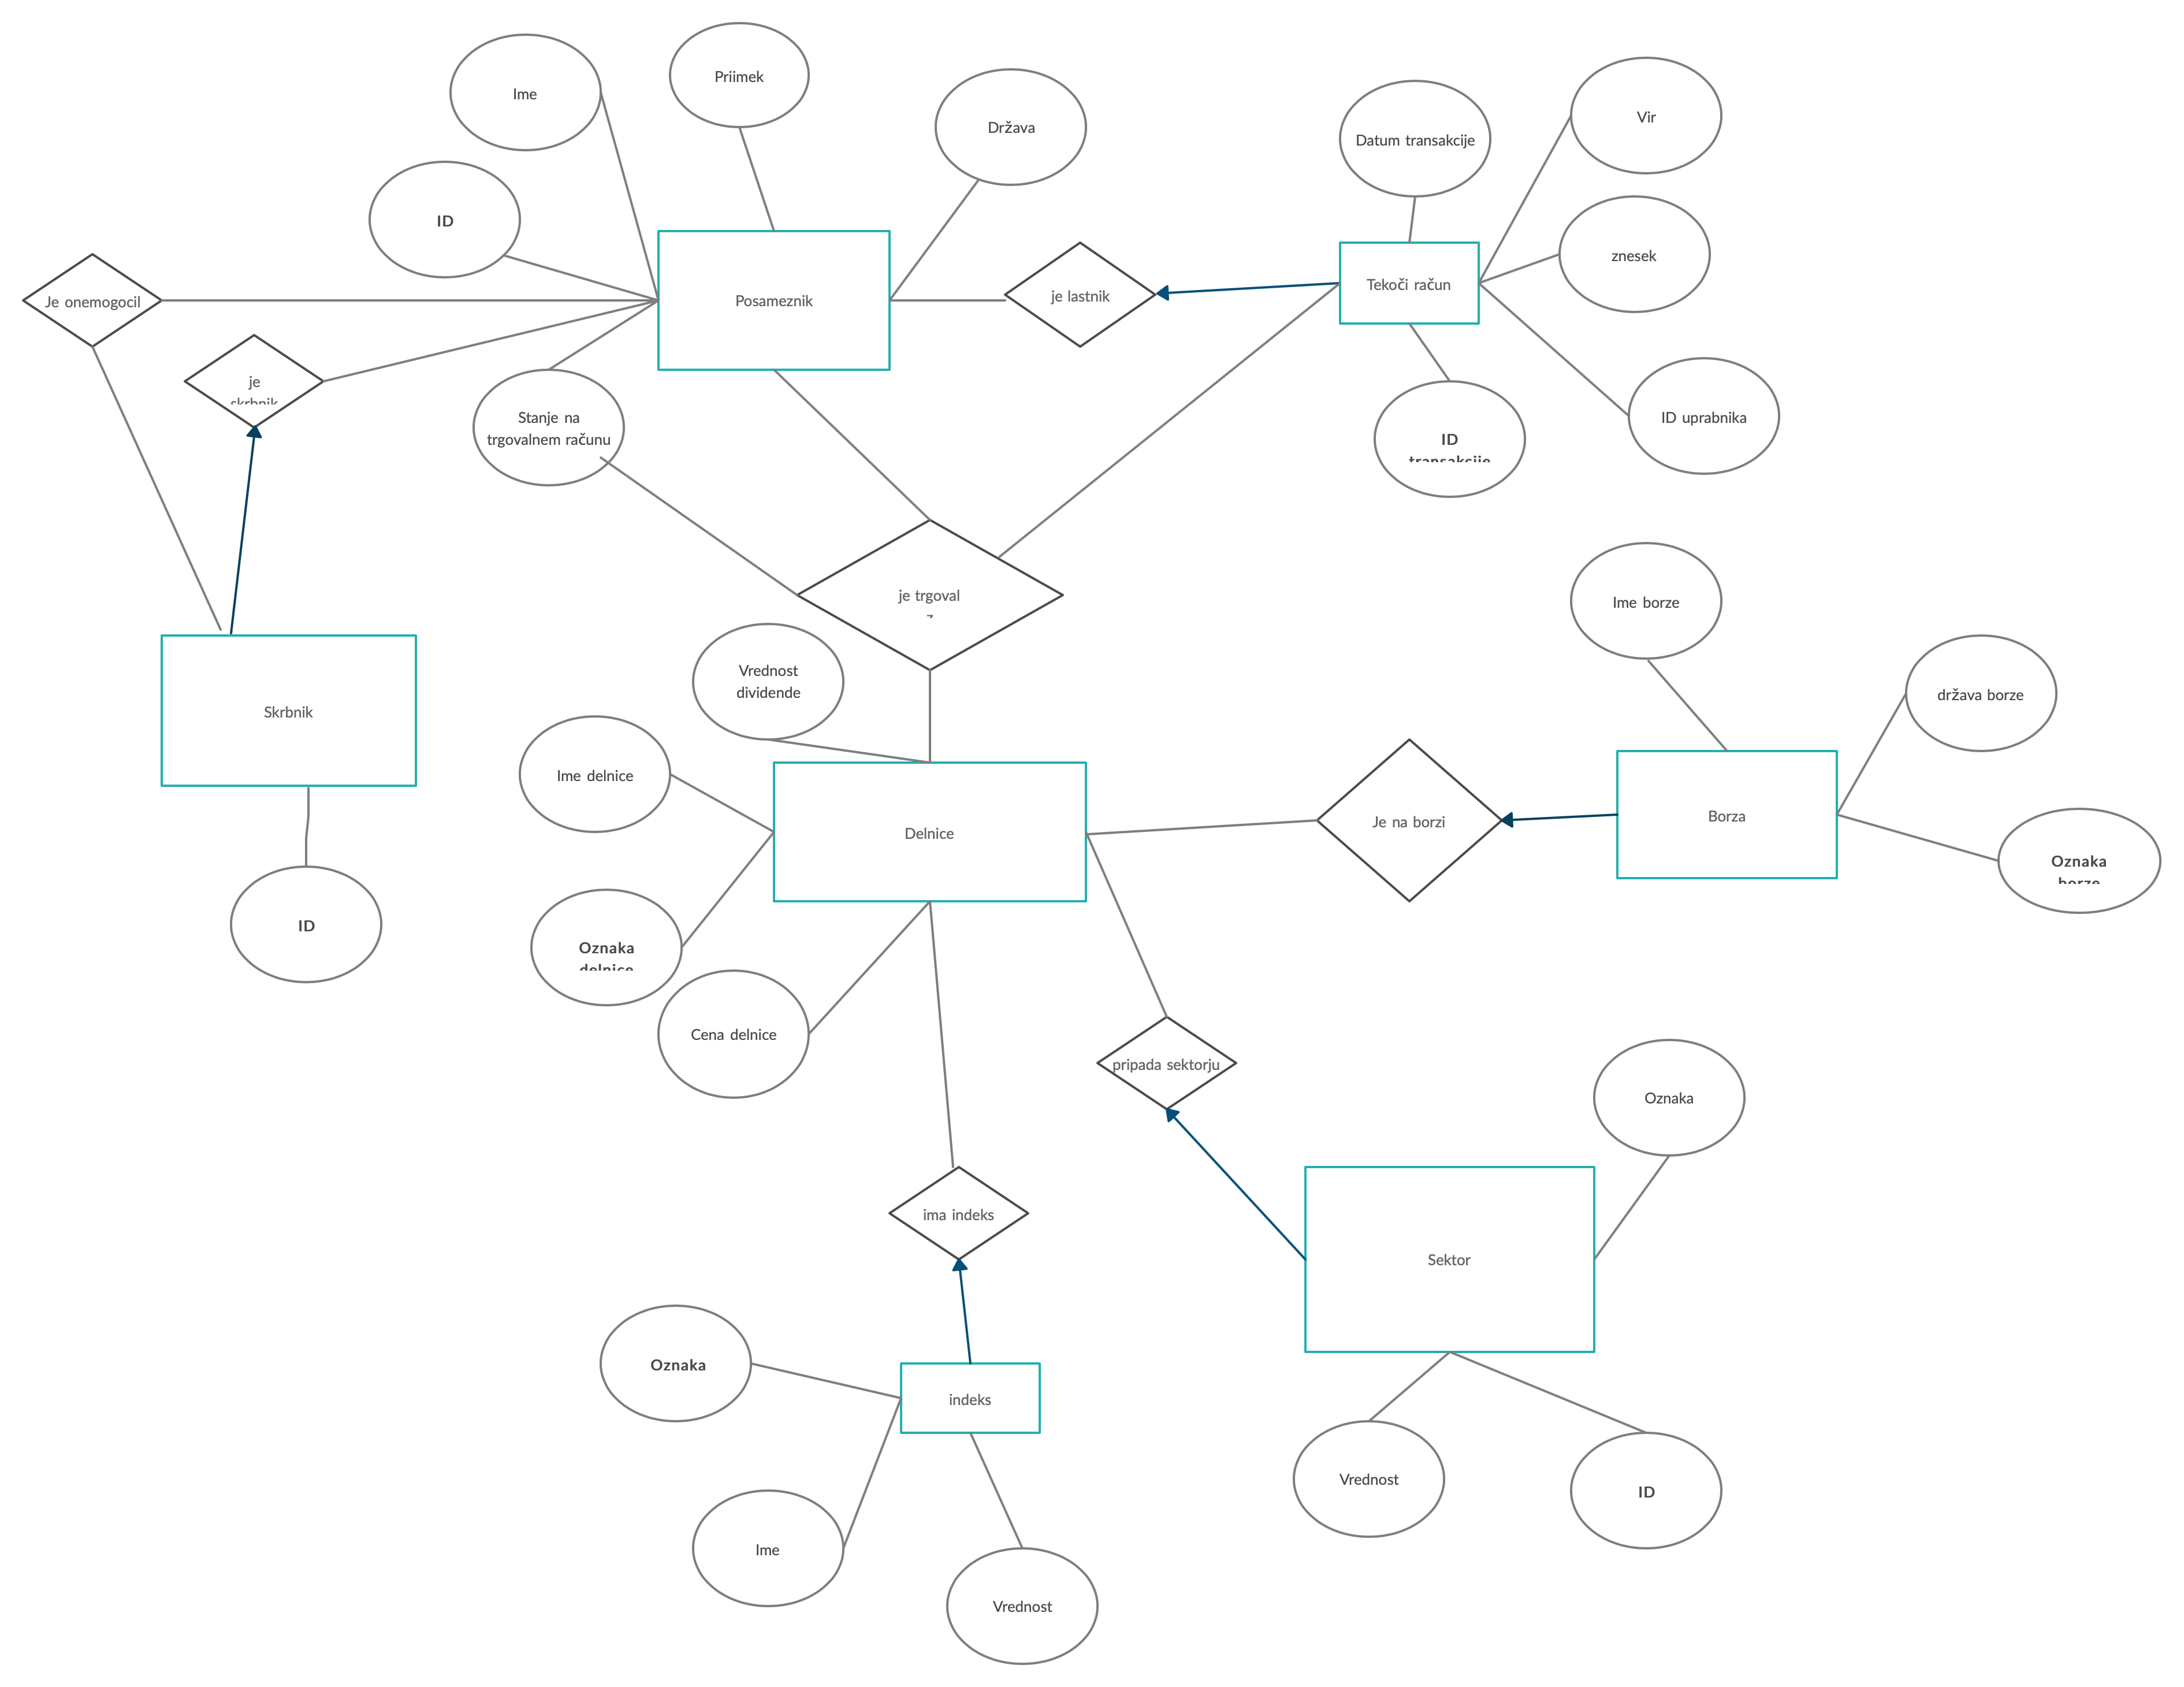 Ime
Priimek
Država
Datum transakcije
Vir
ID
znesek
Je onemogocil
Posameznik
je lastnik
Tekoči račun
je
skrbnik
Stanje na
trgovalnem računu
ID
transakcije
ID uprabnika
je trgoval
z
Ime borze
Vrednost
dividende
država borze
Skrbnik
Ime delnice
Delnice
Je na borzi
Borza
Oznaka
borze
ID
Oznaka
delnice
Cena delnice
pripada sektorju
Oznaka
ima indeks
Sektor
Oznaka
indeks
Vrednost
ID
Ime
Vrednost